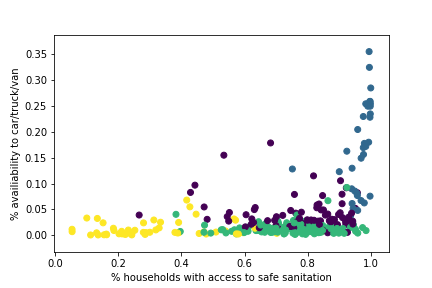 0.35
0.30
0.25
0.20
0.15
0.10
0.05
0.00
% availiability to car/truck/van
0.0 0.2 0.4 0.6 0.8 1.0
% households with access to safe sanitation